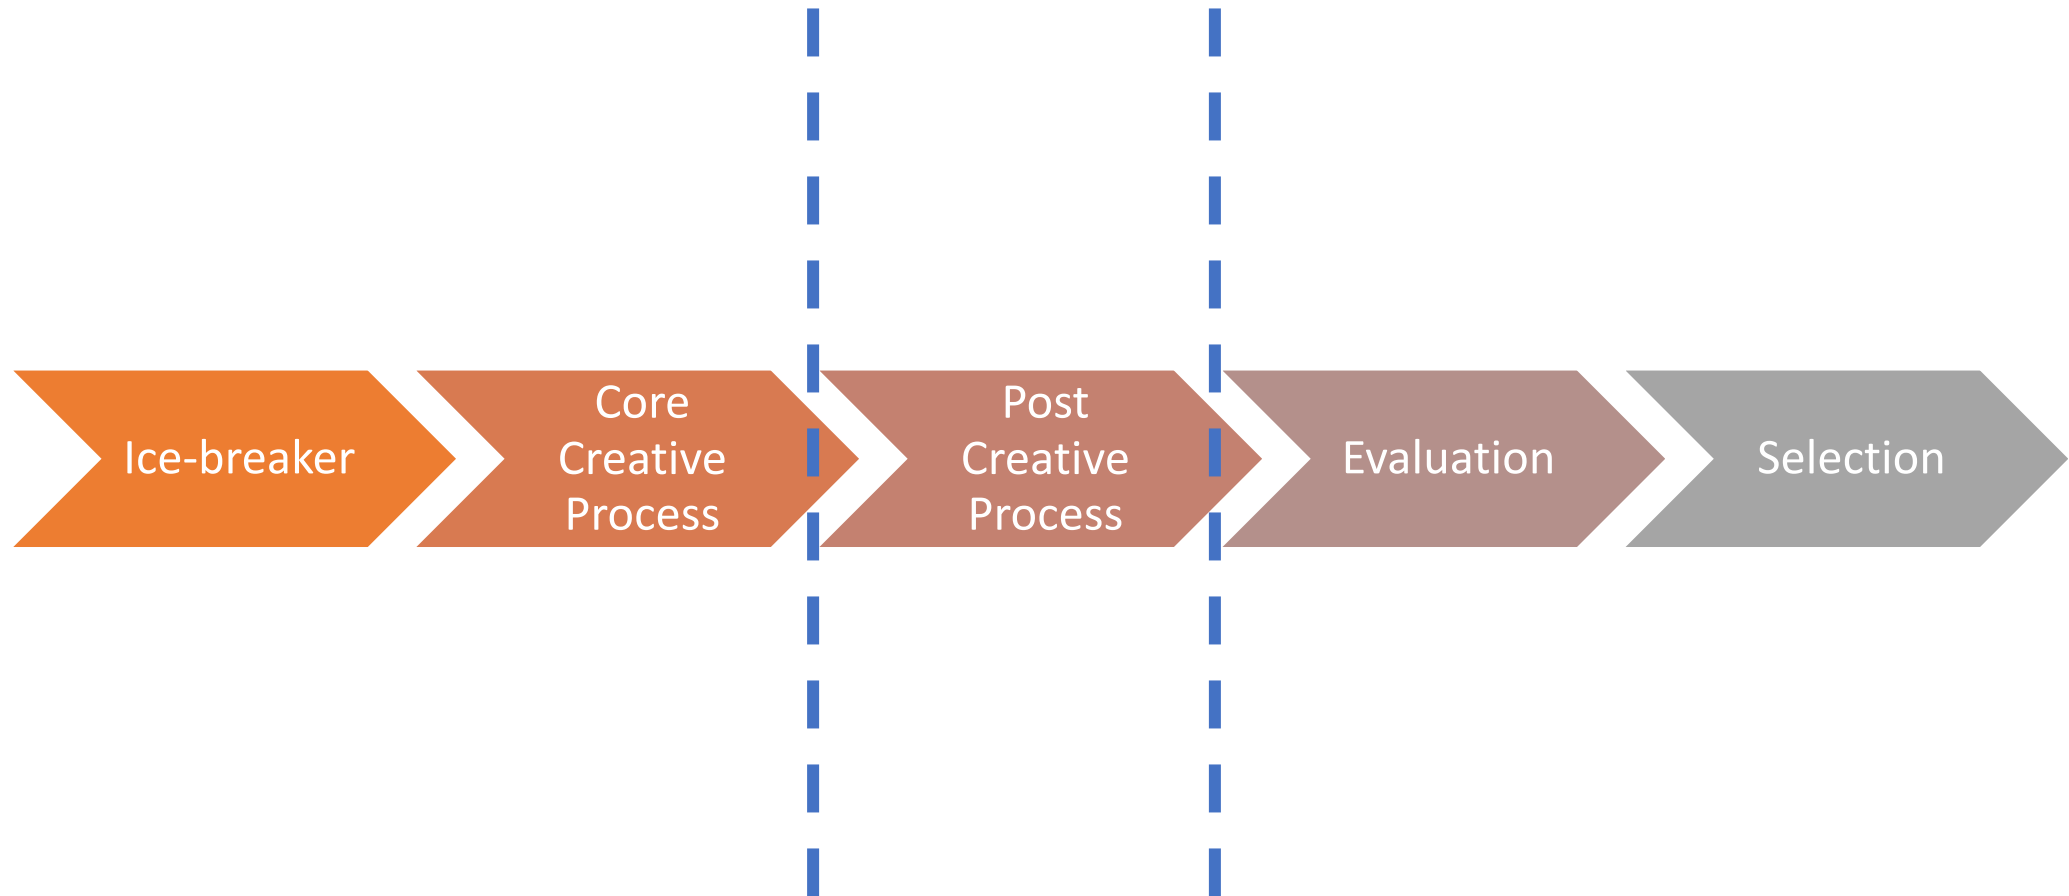 Ice-breaker
Core
Creative
Process
Post
Creative
Process
Evaluation
Selection